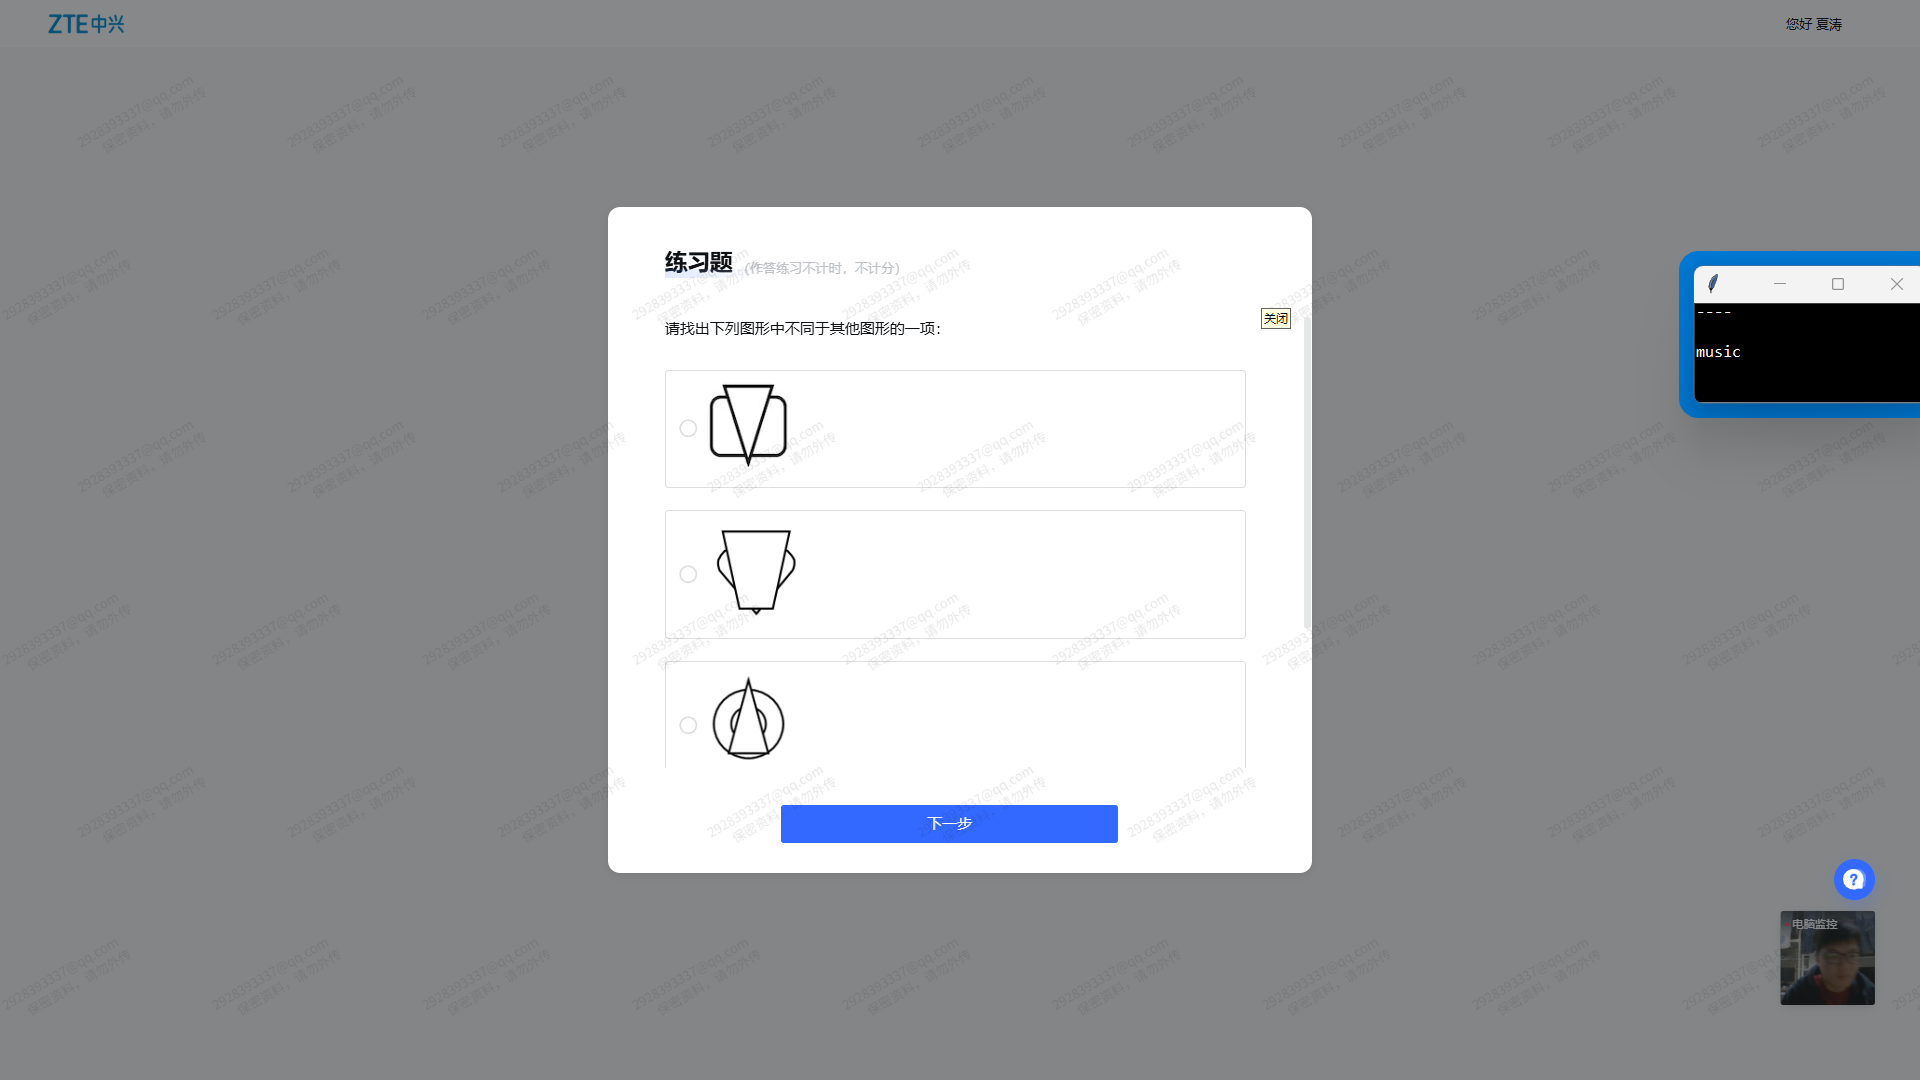 ZTE中兴
您好 夏涛
练习题 (作答练习不计时，不计分)
请找出下列图形中不同于其他图形的一项：
关闭
下一步
----
music
?
电脑监控
2928393337@qq.com
保密资料，请勿外传